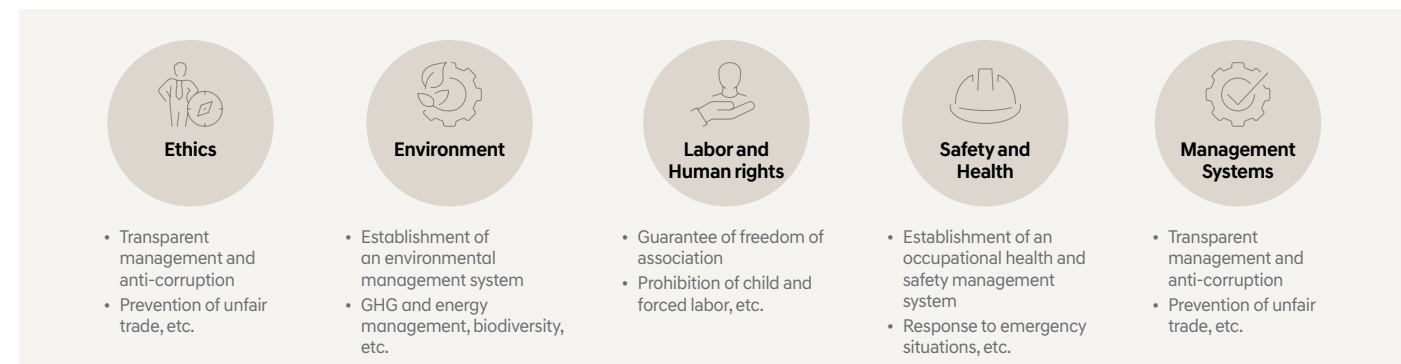 Ethics
• Transparent
management and
anti-corruption
• Prevention of unfair
trade, etc.
Environment
• Establishment of
an environmental
management system
• GHG and energy
management, biodiversity,
etc.
Labor and
Human rights
• Guarantee of freedom of
association
• Prohibition of child and
forced labor, etc.
Safety and
Health
• Establishment of an
occupational health and
safety management
system
• Response to emergency
situations, etc.
Management
Systems
• Transparent
management and
anti-corruption
• Prevention of unfair
trade, etc.